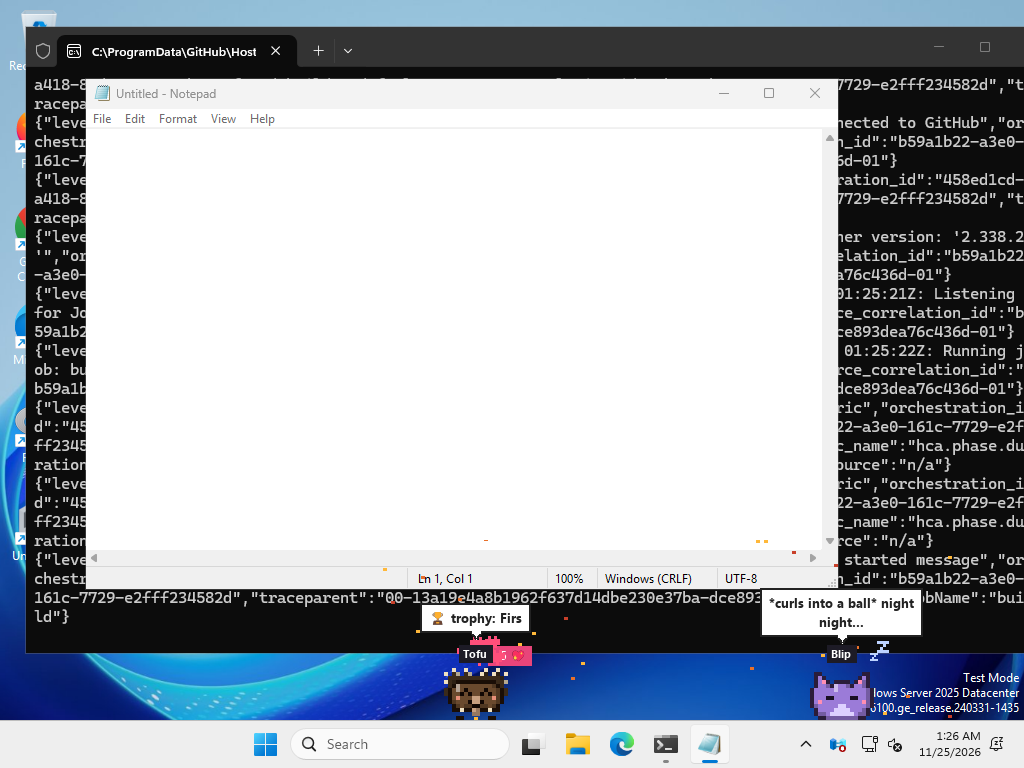 C:\ProgramData\GitHub\Host
Untitled - Notepad
File Edit Format View Help
a418-8
7729-e2fff234582d","t
racepa
{"leve
nected to GitHub","or
chestr
n_id":"b59a1b22-a3e0-
161c-7
6d-01"}
{"leve
ration_id":"458ed1cd-
a418-8
7729-e2fff234582d","t
racepa
{"leve
ner version: '2.338.2
'","or
elation_id":"b59a1b22
-a3e0-
a76c436d-01"}
{"leve
01:25:21Z: Listening
for Jo
ce_correlation_id":"b
59a1b2
dce893dea76c436d-01"}
{"leve
01:25:22Z: Running j
ob: bu
urce_correlation_id":"
b59a1b
dce893dea76c436d-01"}
{"leve
ric","orchestration_i
d":"45
22-a3e0-161c-7729-e2f
ff2345
c_name":"hca.phase.du
ration
ource":"n/a"}
{"leve
ric","orchestration_i
d":"45
22-a3e0-161c-7729-e2f
ff2345
c_name":"hca.phase.du
ration
rce":"n/a"}
{"leve
started message","or
chestr
n_id":"b59a1b22-a3e0-
Ln 1, Col 1 100% Windows (CRLF) UTF-8
161c-7729-e2fff234582d","traceparent":"00-13a19e4a8b1962f637d14dbe230e37ba-dce893
obName":"bui
ld"}
trophy: Firs
*curls into a ball* night
night...
Tofu
Blip
Test Mode
dows Server 2025 Datacenter
6100.ge_release.240331-1435
Search
1:26 AM
11/25/2026